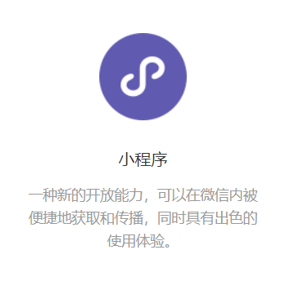 小程序
一种新的开放能力，可以在微信内被
便捷地获取和传播，同时具有出色的
使用体验。